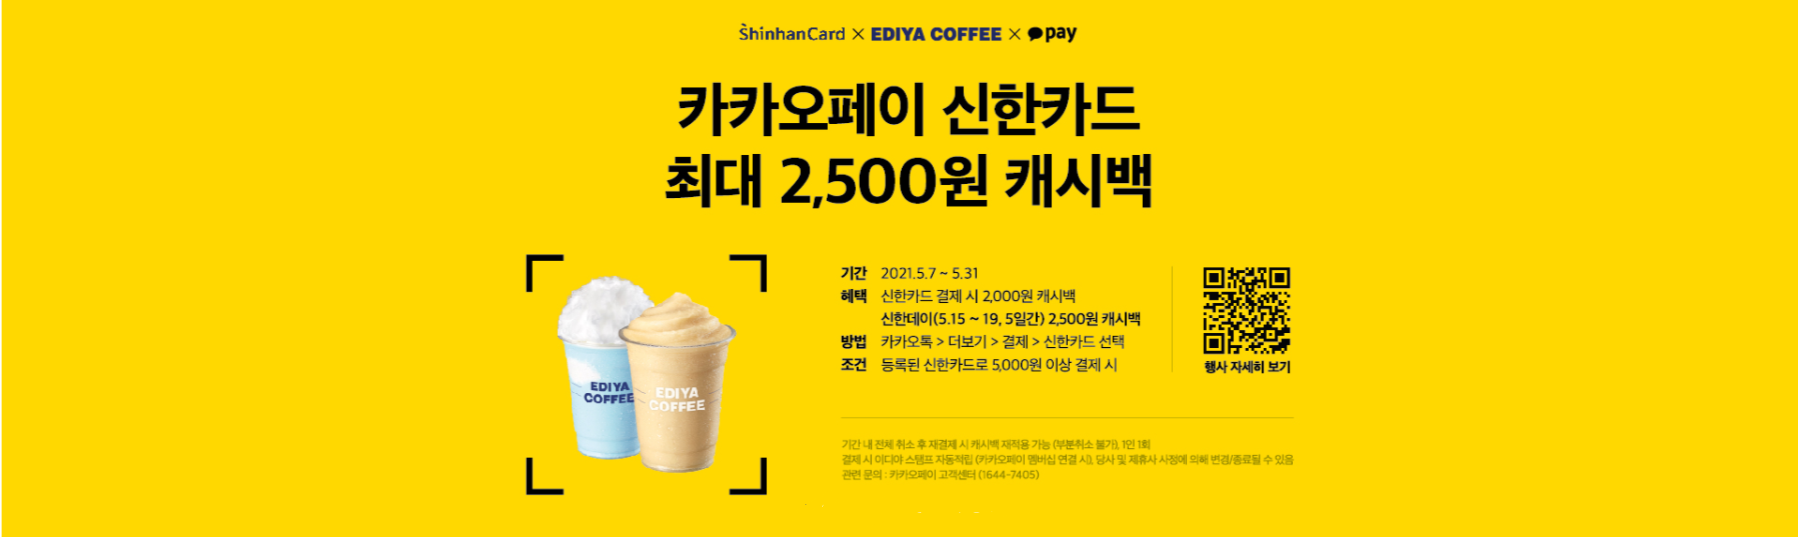 ShinhanCard × EDIYA COFFEE × pay
카카오페이 신한카드
최대 2,500원 캐시백
기간 2021.5.7 ~ 5.31
혜택 신한카드 결제 시 2,000원 캐시백
신한데이(5.15 ~ 19, 5일간) 2,500원 캐시백
방법 카카오톡 > 더보기 > 결제 > 신한카드 선택
조건 등록된 신한카드로 5,000원 이상 결제 시
행사 자세히 보기
EDIYA
COFFEE
EDIYA
COFFEE
기간 내 전체 취소 후 재결제 시 캐시백 재적용 가능 (부분취소 불가), 1인 1회
결제 시 이디야 스탬프 자동적립 (카카오페이 멤버십 연결 시), 당사 및 제휴사 사정에 의해 변경/종료될 수 있음
관련 문의 : 카카오페이 고객센터 (1644-7405)